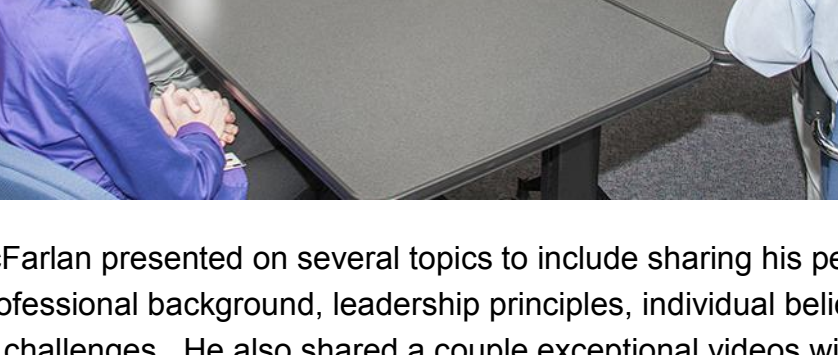 cFarlan presented on several topics to include sharing his pe
ofessional background, leadership principles, individual beli
challenges. He also shared a couple exceptional videos w